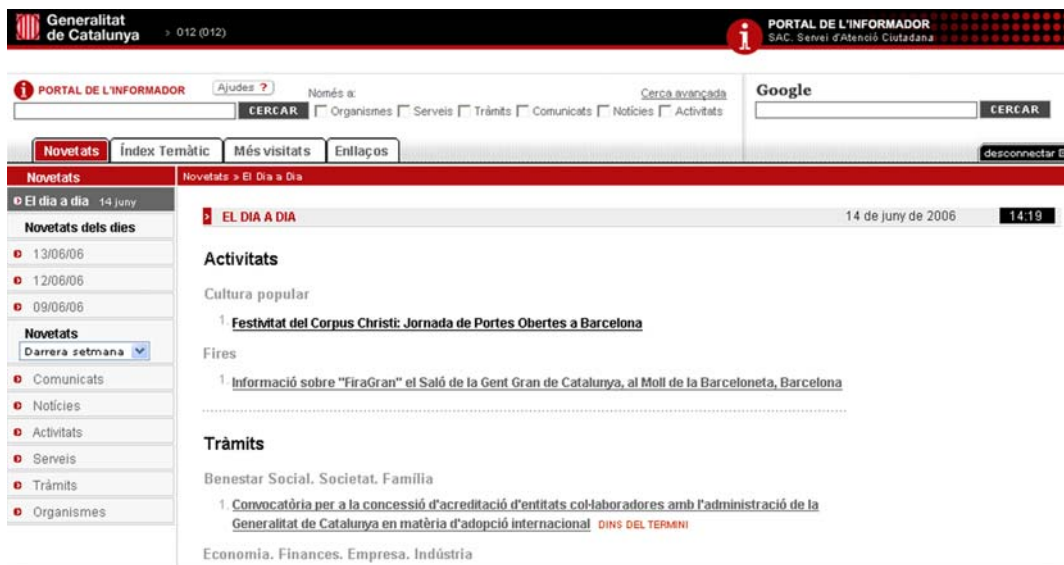 Generalitat
de Catalunya
> 012 (012)
PORTAL DE L'INFORMADOR
SAC. Servei d'Atenció Ciutadana
PORTAL DE L'INFORMADOR
Ajudes ?
Només a:
Cerca avançada
CERCAR
Organismes
Serveis
Tràmits
Comunicats
Notícies
Activitats
Google
CERCAR
Novetats
Índex Temàtic
Més visitats
Enllaços
desconnectar
Novetats
Novetats > El Dia a Dia
El dia a dia 14 juny
Novetats dels dies
13/06/06
12/06/06
09/06/06
Novetats
Darrera setmana
Comunicats
Notícies
Activitats
Serveis
Tràmits
Organismes
EL DIA A DIA
14 de juny de 2006
14:19
Activitats
Cultura popular
1. Festivitat del Corpus Christi: Jornada de Portes Obertes a Barcelona
Fires
1. Informació sobre "FiraGran" el Saló de la Gent Gran de Catalunya, al Moll de la Barceloneta, Barcelona
Tràmits
Benestar Social. Societat. Família
1. Convocatòria per a la concessió d'acreditació d'entitats col·laboradores amb l'administració de la
Generalitat de Catalunya en matèria d'adopció internacional DINS DEL TERMINI
Economia. Finances. Empresa. Indústria